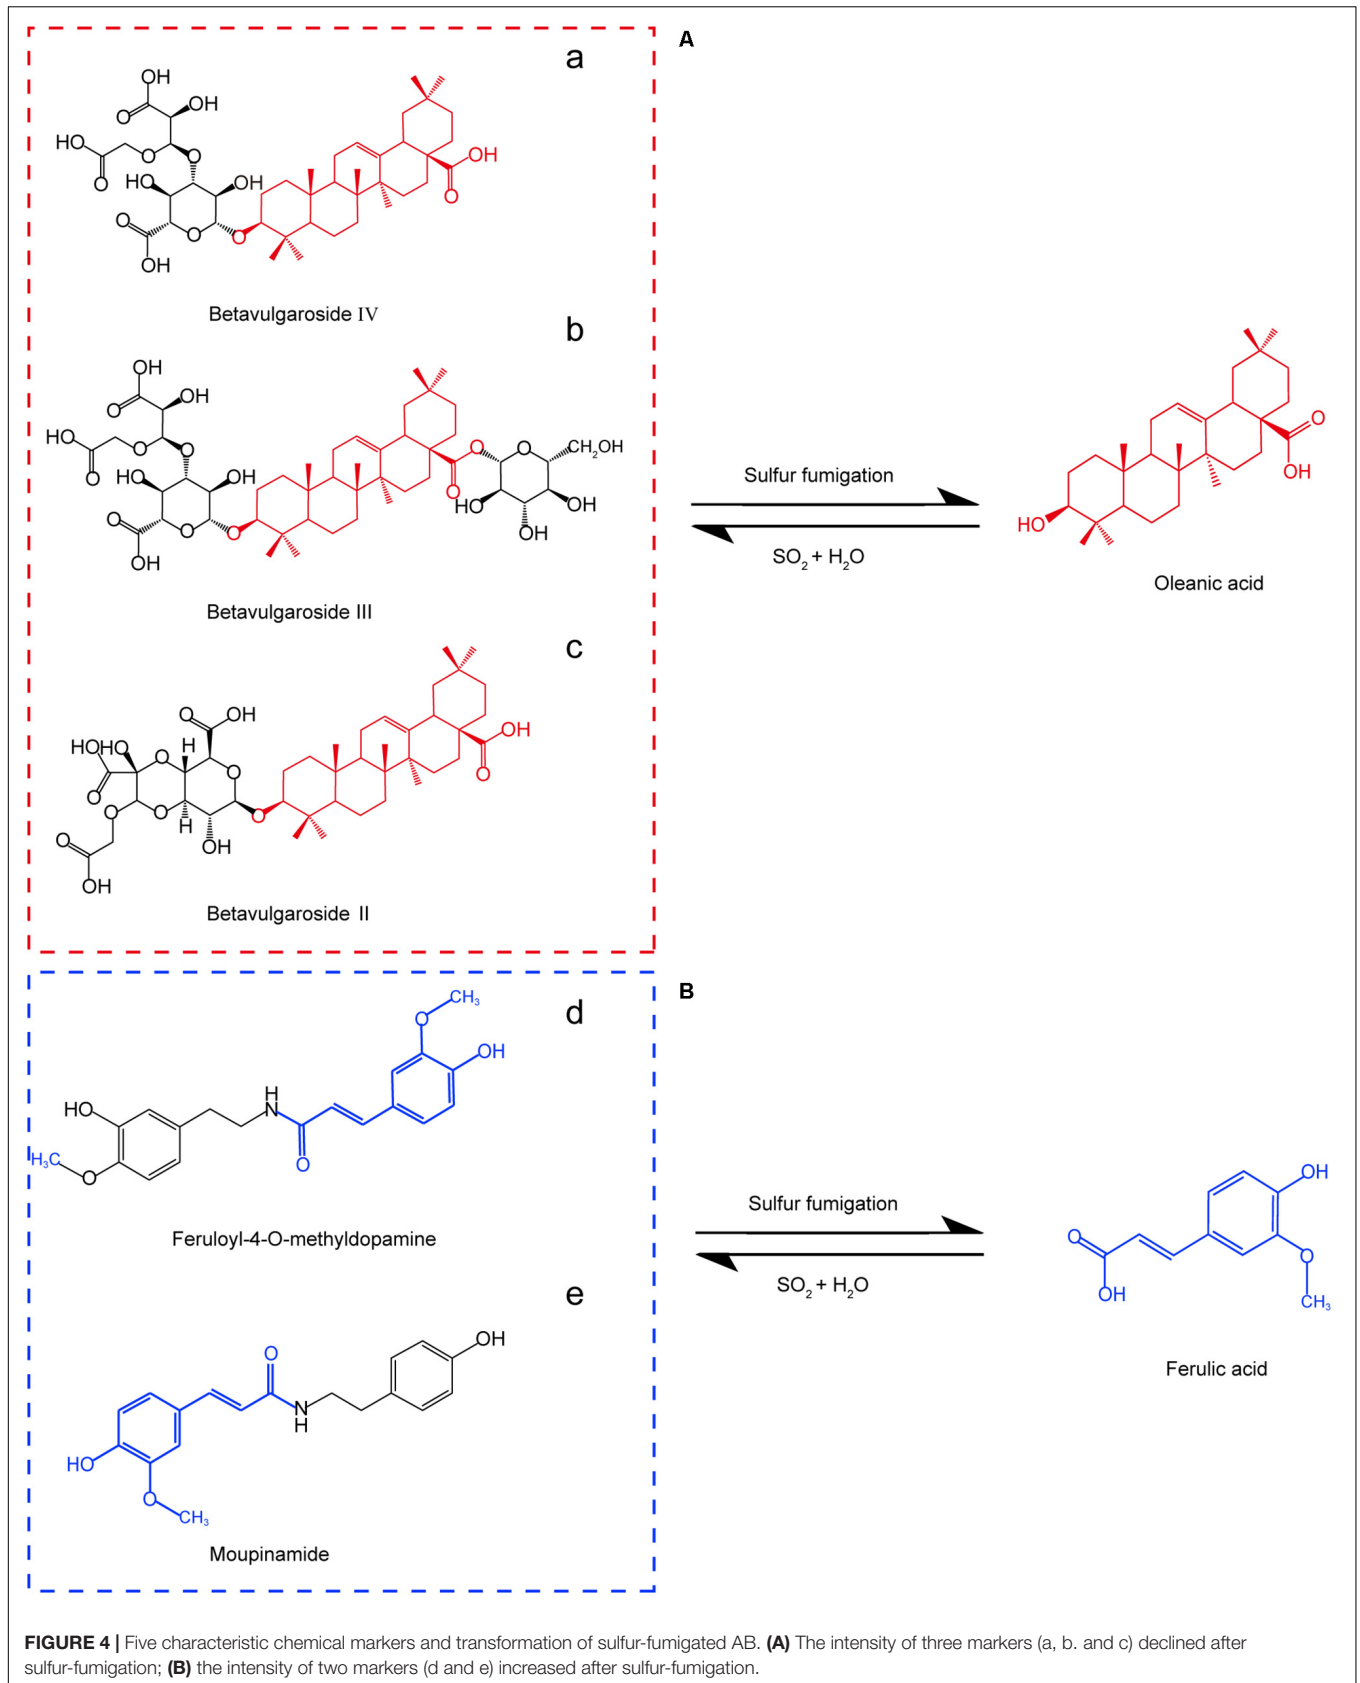 A
a
OH
O
OH
HO
O
O
O
HO
OH
O
O
O
OH
OH
O
Betavulgaroside IV
b
OH
O
OH
HO
O
O
O
HO
OH
O
O
O
OH
O
O
O
CH2OH
HO
OH
OH
Betavulgaroside III
Sulfur fumigation
SO2 + H2O
HO
O
OH
Oleanic acid
c
O
OH
HOHO
O
H
O
O
O
O
H
O
OH
O
OH
OH
O
Betavulgaroside II
B
d
CH3
O
OH
HO
H
N
O
H3C
O
Feruloyl-4-O-methyldopamine
Sulfur fumigation
SO2 + H2O
OH
O
OH
O
CH3
Ferulic acid
e
OH
O
N
H
HO
O
CH3
Moupinamide
FIGURE 4 | Five characteristic chemical markers and transformation of sulfur-fumigated AB. (A) The intensity of three markers (a, b. and c) declined after
sulfur-fumigation; (B) the intensity of two markers (d and e) increased after sulfur-fumigation.